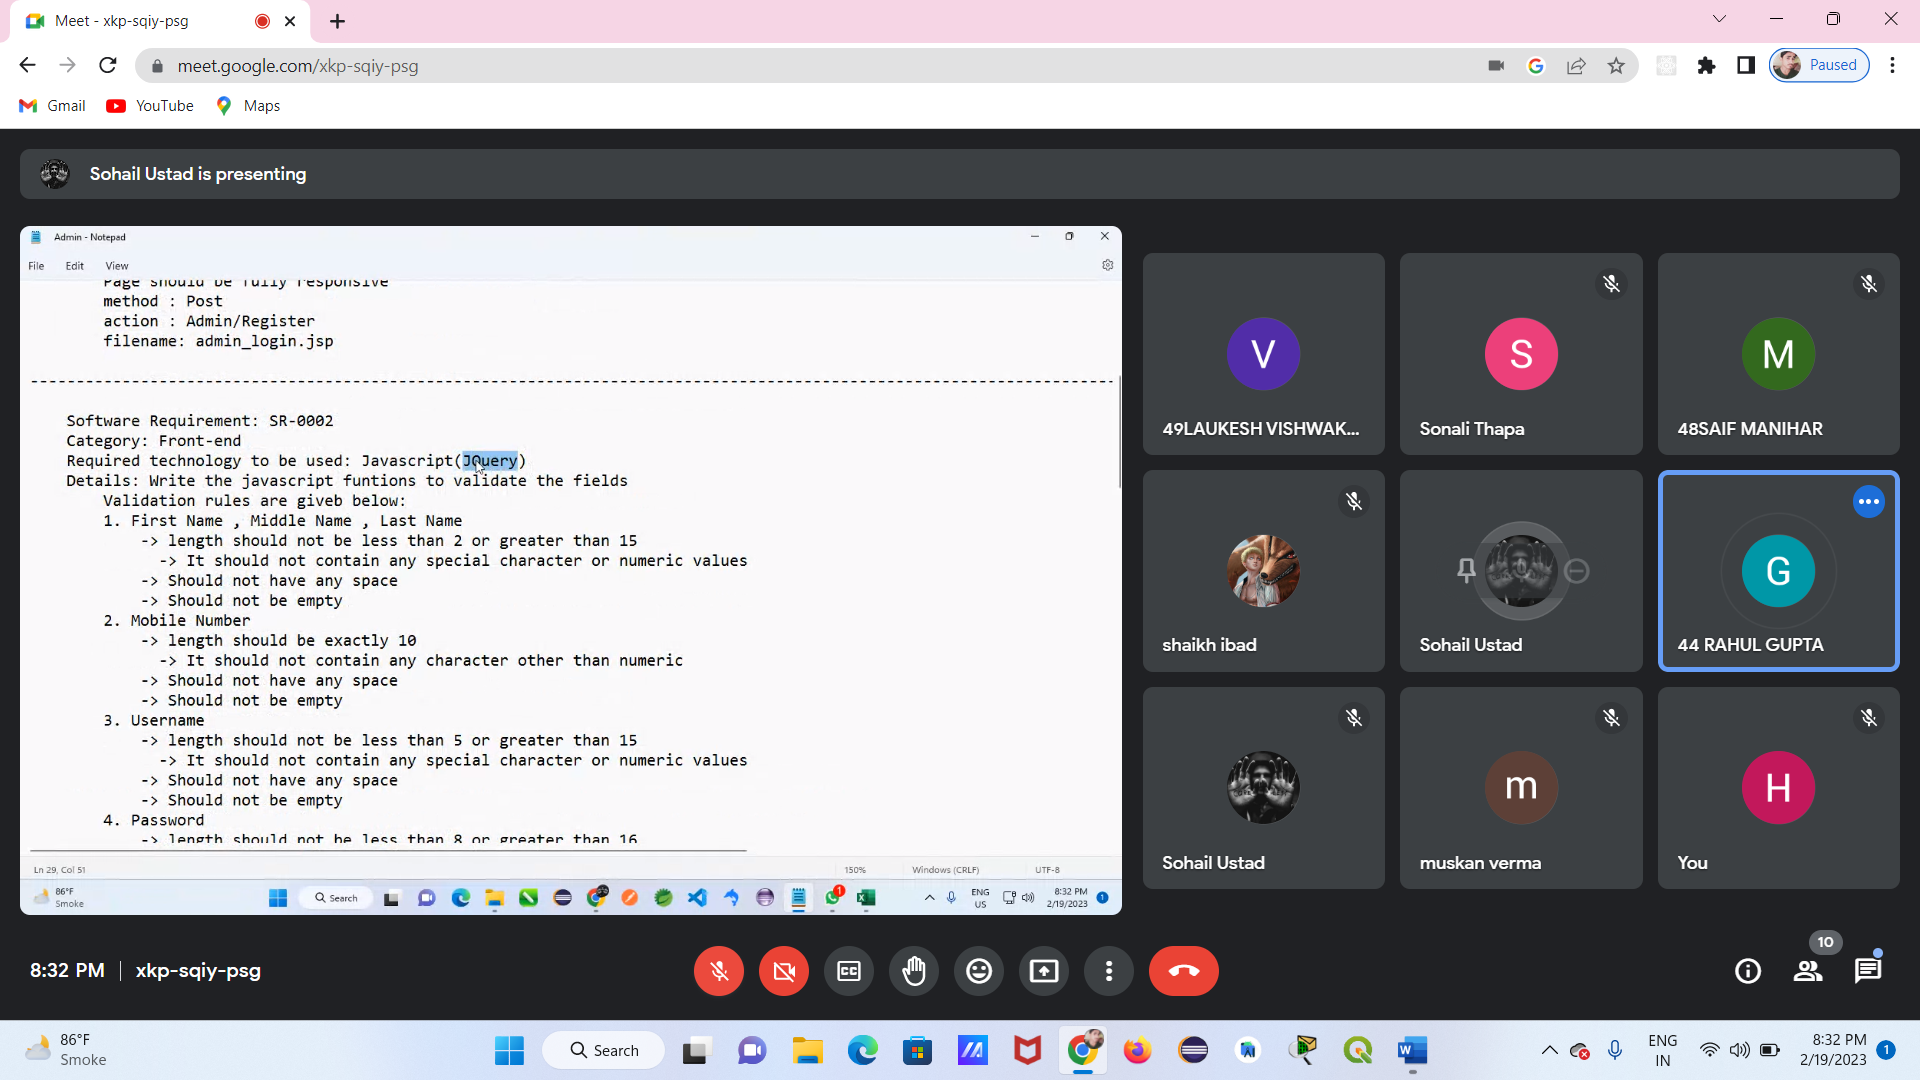 Meet - xkp-sqiy-psg
meet.google.com/xkp-sqiy-psg
Paused
Gmail YouTube Maps
Sohail Ustad is presenting
Admin - Notepad
File Edit View
Page should be fully responsive
method : Post
action : Admin/Register
filename: admin_login.jsp
----------------------------------------------------------------------------------------------------------------------
Software Requirement: SR-0002
Category: Front-end
Required technology to be used: Javascript(JQuery)
Details: Write the javascript funtions to validate the fields
Validation rules are giveb below:
1. First Name , Middle Name , Last Name
-> length should not be less than 2 or greater than 15
-> It should not contain any special character or numeric values
-> Should not have any space
-> Should not be empty
2. Mobile Number
-> length should be exactly 10
-> It should not contain any character other than numeric
-> Should not have any space
-> Should not be empty
3. Username
-> length should not be less than 5 or greater than 15
-> It should not contain any special character or numeric values
-> Should not have any space
-> Should not be empty
4. Password
-> length should not be less than 8 or greater than 16
Ln 29, Col 51 150% Windows (CRLF) UTF-8
86°F
Smoke
Search
1
ENG
US
8:32 PM
2/19/2023
1
V
49LAUKESH VISHWAK...
S
Sonali Thapa
M
48SAIF MANIHAR
shaikh ibad
Sohail Ustad
G
44 RAHUL GUPTA
Sohail Ustad
m
muskan verma
H
You
8:32 PM | xkp-sqiy-psg
CC
10
86°F
Smoke
Search
ENG
IN
8:32 PM
2/19/2023
1